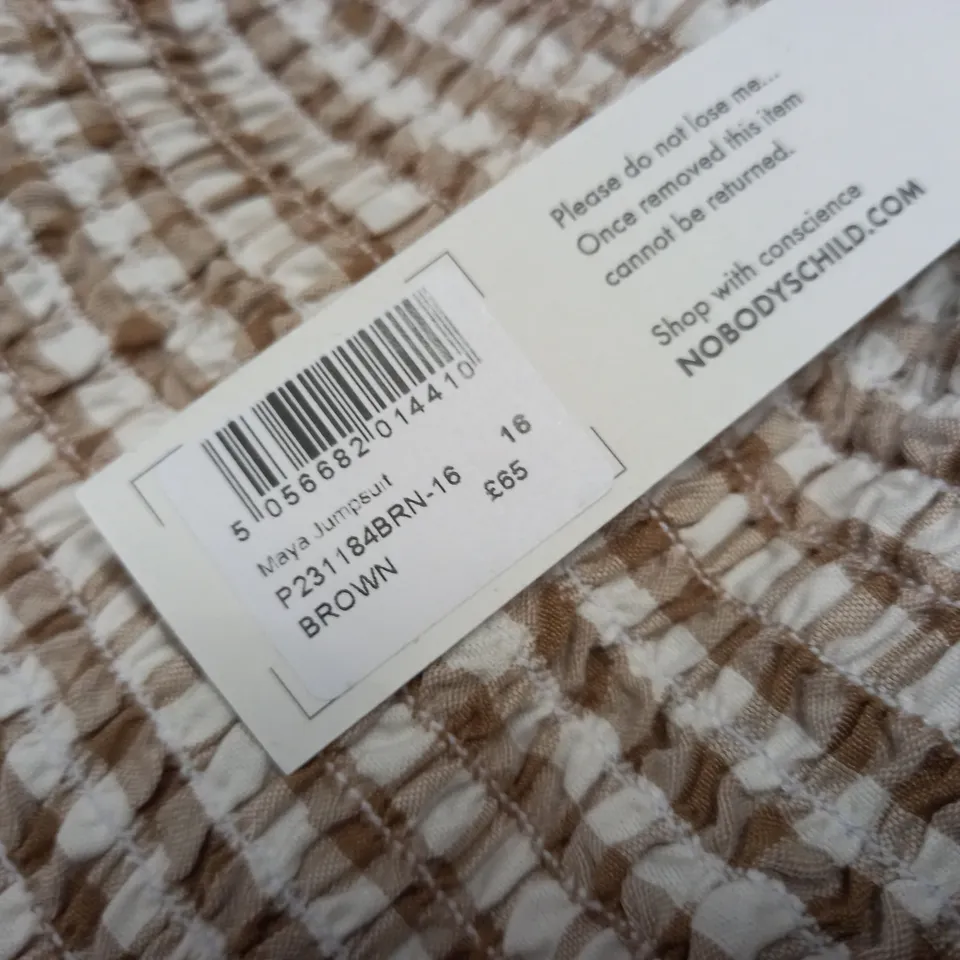 Please do not lose me...
Once removed this item
cannot be returned.
Shop with conscience
NOBODYSCHILD.COM
5 056682 014410
Maya Jumpsuit 16
P231184BRN-16 £65
BROWN